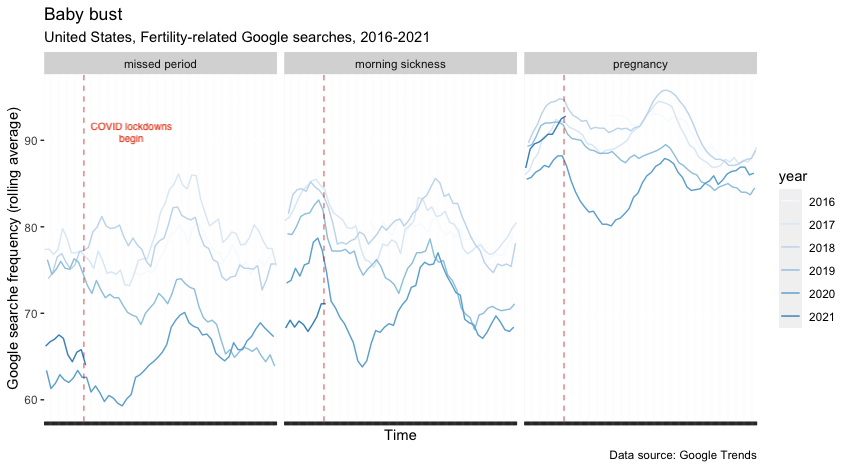 Baby bust
United States, Fertility-related Google searches, 2016-2021
missed period
morning sickness
pregnancy
COVID lockdowns
begin
Google searche frequency (rolling average)
90
80
70
60
Time
year
2016
2017
2018
2019
2020
2021
Data source: Google Trends